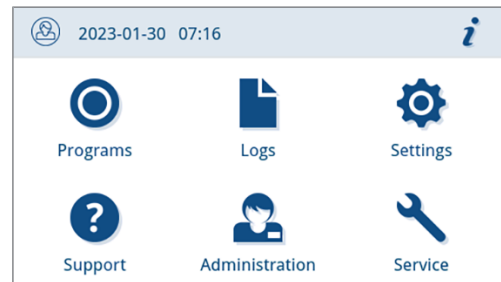 2023-01-30 07:16 i
Programs Logs Settings
?
Support Administration Service